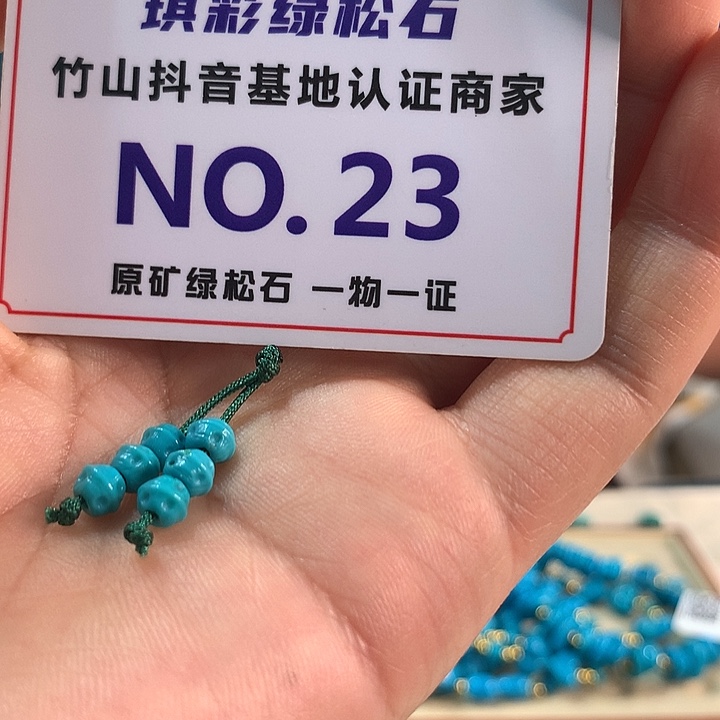 琪彩绿松石
竹山抖音基地认证商家
NO. 23
原矿绿松石 一物一证